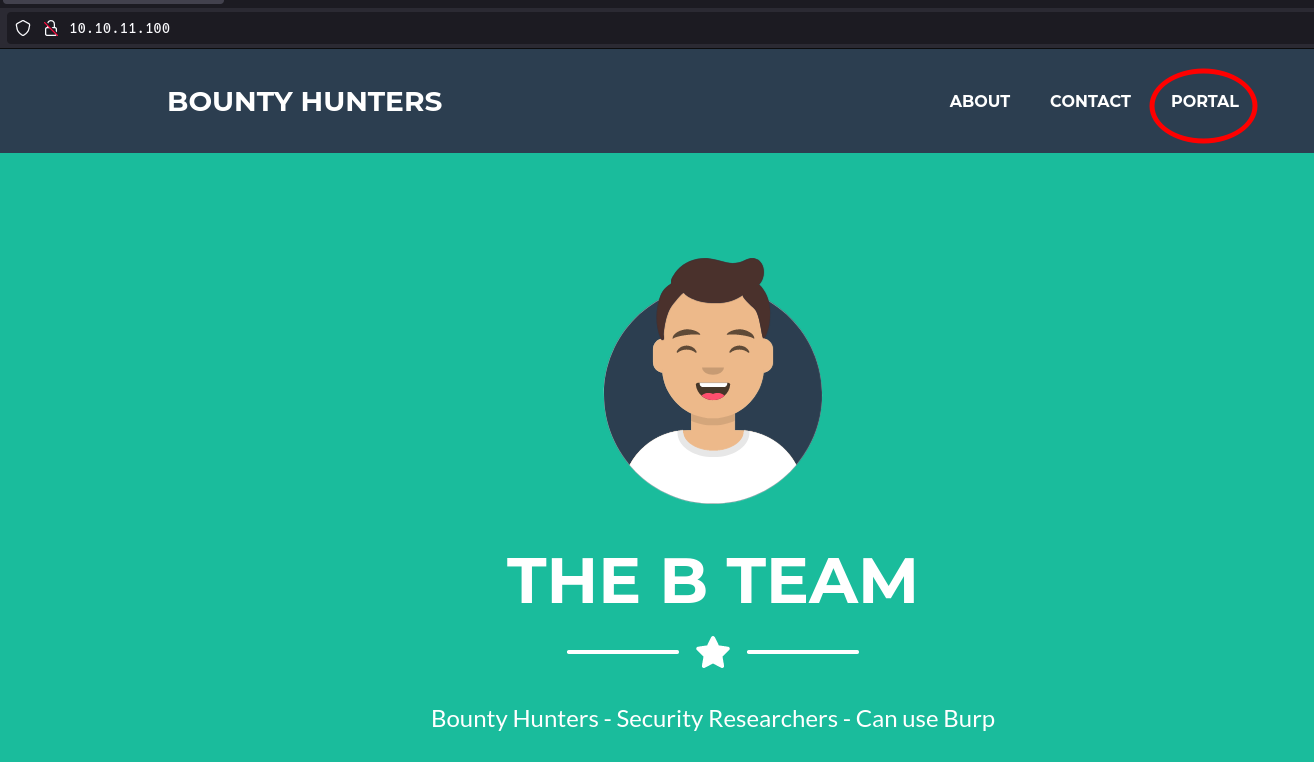 10.10.11.100
BOUNTY HUNTERS
ABOUT
CONTACT
PORTAL
THE B TEAM
Bounty Hunters - Security Researchers - Can use Burp